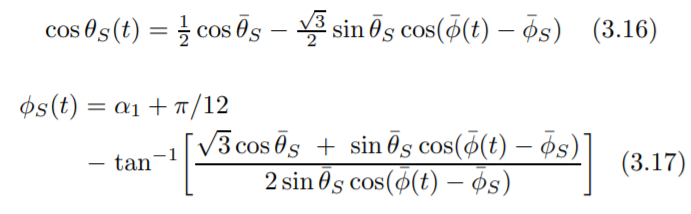 cos θ_S(t) = 1/2 cos θ̄_S − √3/2 sin θ̄_S cos(ϕ̄(t) − ϕ̄_S) (3.16)
ϕ_S(t) = α₁ + π/12
− tan⁻¹ [ (√3 cos θ̄_S + sin θ̄_S cos(ϕ̄(t) − ϕ̄_S)) / (2 sin θ̄_S cos(ϕ̄(t) − ϕ̄_S)) ] (3.17)